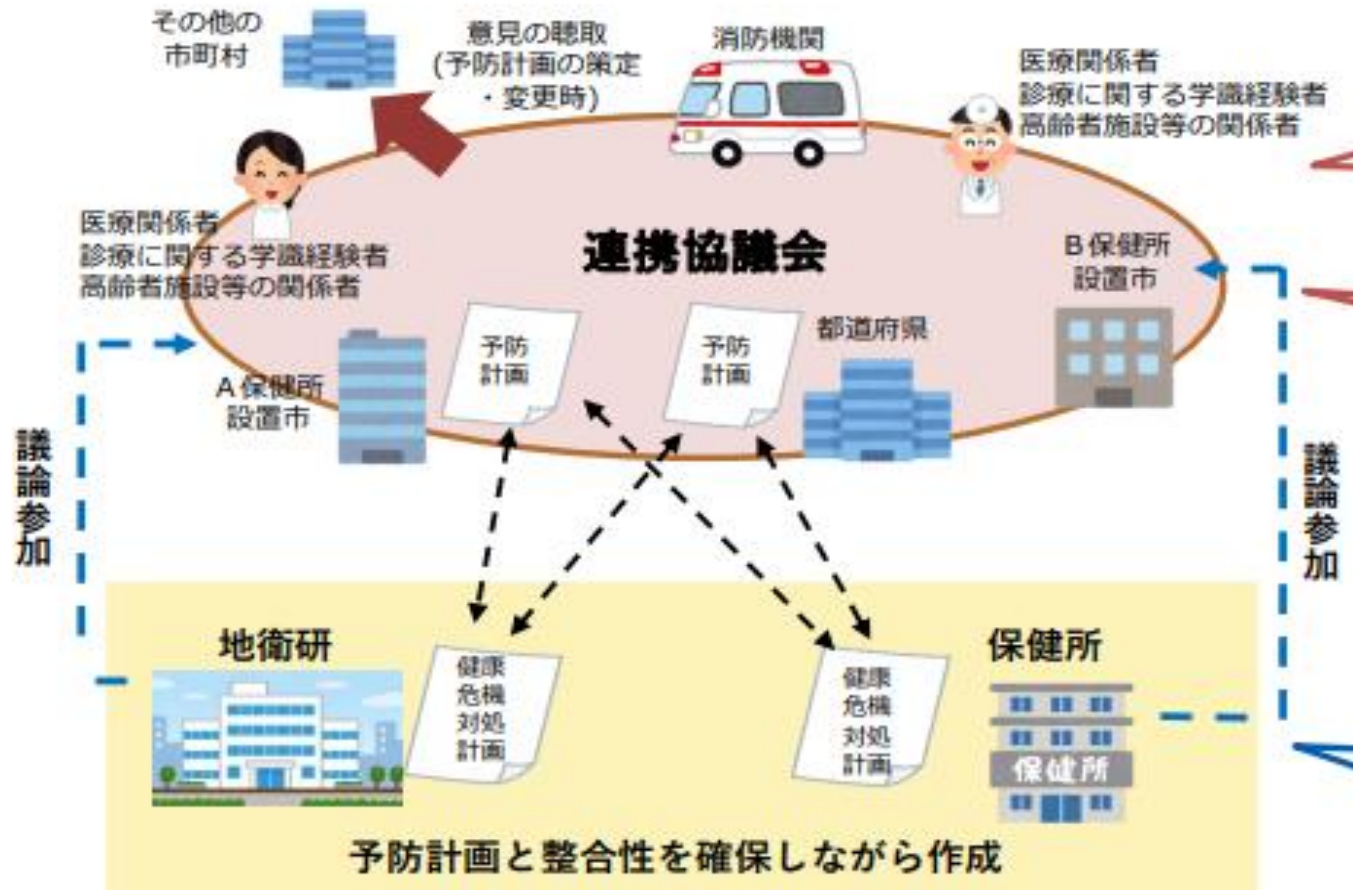 その他の
市町村
意見の聴取
(予防計画の策定
・変更時)
消防機関
医療関係者
診療に関する学識経験者
高齢者施設等の関係者
医療関係者
診療に関する学識経験者
高齢者施設等の関係者
連携協議会
B保健所
設置市
予防
計画
予防
計画
都道府県
A保健所
設置市
議論参加
議論参加
地衛研
健康
危機
対処
計画
健康
危機
対処
計画
保健所
保健所
予防計画と整合性を確保しながら作成